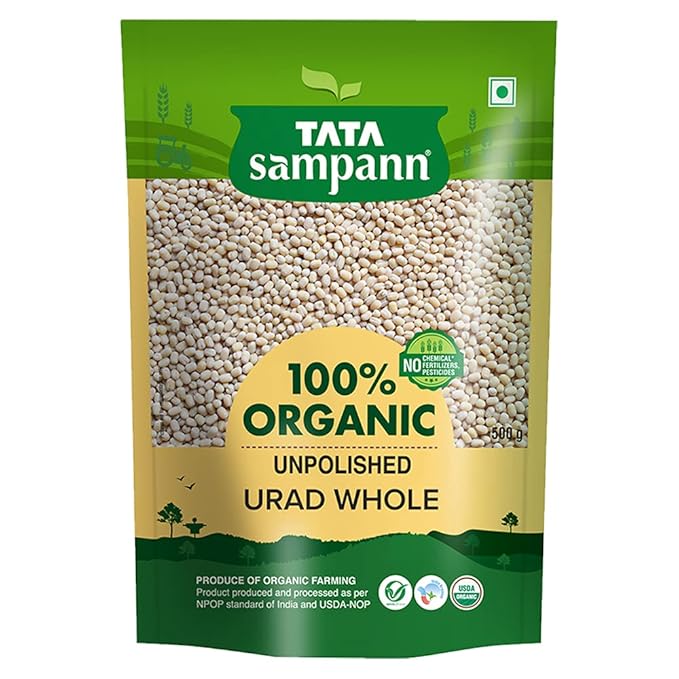 TATA
sampann®
NO
CHEMICAL*
FERTILIZERS,
PESTICIDES
100%
ORGANIC
500 g
UNPOLISHED
URAD WHOLE
PRODUCE OF ORGANIC FARMING
Product produced and processed as per
NPOP standard of India and USDA-NOP
USDA
ORGANIC